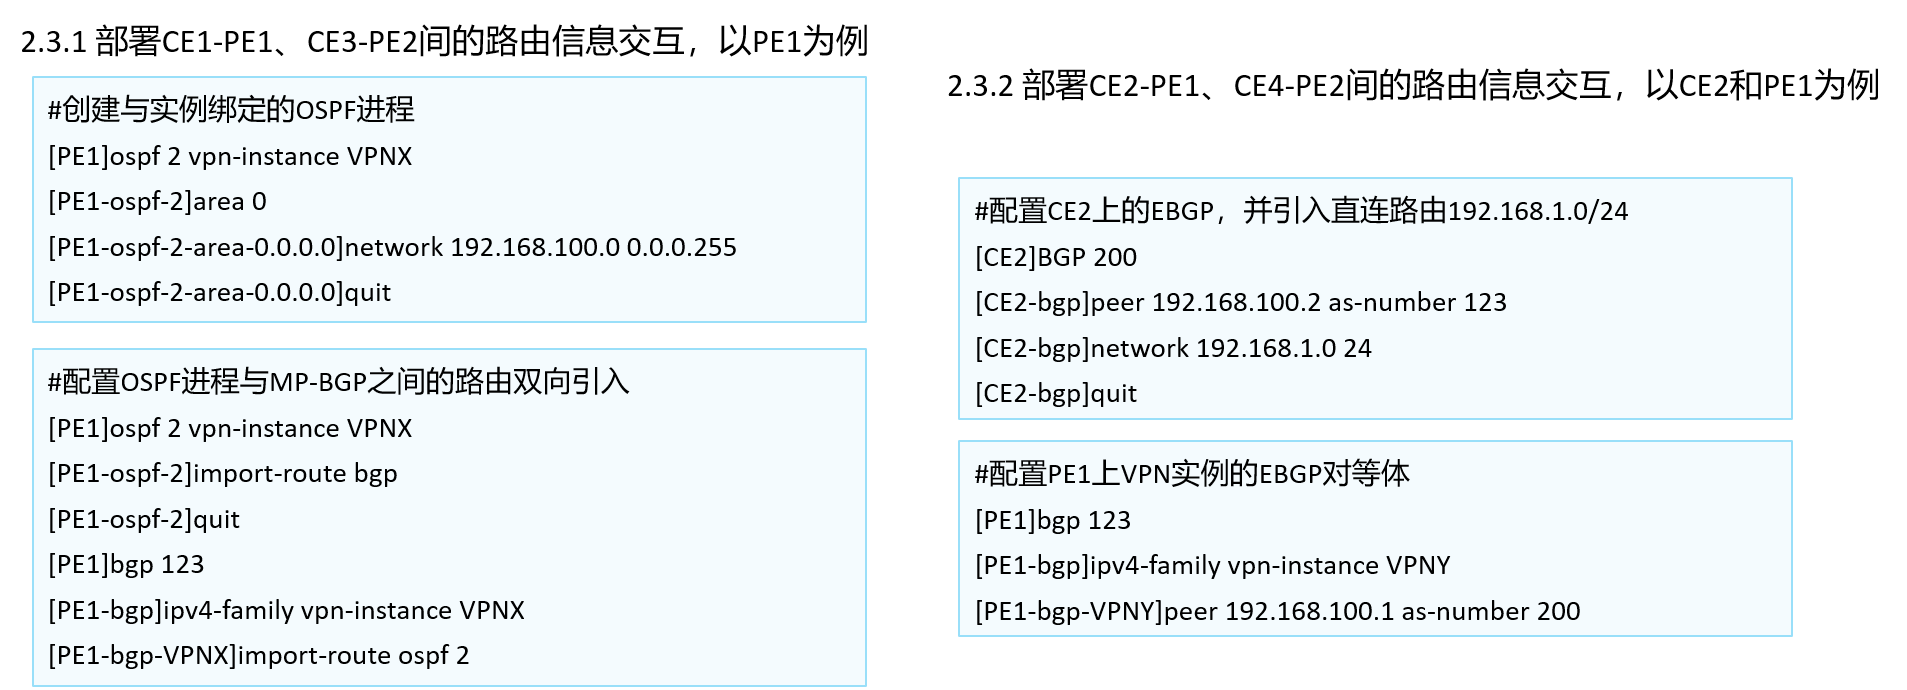 2.3.1 部署CE1-PE1、CE3-PE2间的路由信息交互，以PE1为例
#创建与实例绑定的OSPF进程
[PE1]ospf 2 vpn-instance VPNX
[PE1-ospf-2]area 0
[PE1-ospf-2-area-0.0.0.0]network 192.168.100.0 0.0.0.255
[PE1-ospf-2-area-0.0.0.0]quit
#配置OSPF进程与MP-BGP之间的路由双向引入
[PE1]ospf 2 vpn-instance VPNX
[PE1-ospf-2]import-route bgp
[PE1-ospf-2]quit
[PE1]bgp 123
[PE1-bgp]ipv4-family vpn-instance VPNX
[PE1-bgp-VPNX]import-route ospf 2
2.3.2 部署CE2-PE1、CE4-PE2间的路由信息交互，以CE2和PE1为例
#配置CE2上的EBGP，并引入直连路由192.168.1.0/24
[CE2]BGP 200
[CE2-bgp]peer 192.168.100.2 as-number 123
[CE2-bgp]network 192.168.1.0 24
[CE2-bgp]quit
#配置PE1上VPN实例的EBGP对等体
[PE1]bgp 123
[PE1-bgp]ipv4-family vpn-instance VPNY
[PE1-bgp-VPNY]peer 192.168.100.1 as-number 200